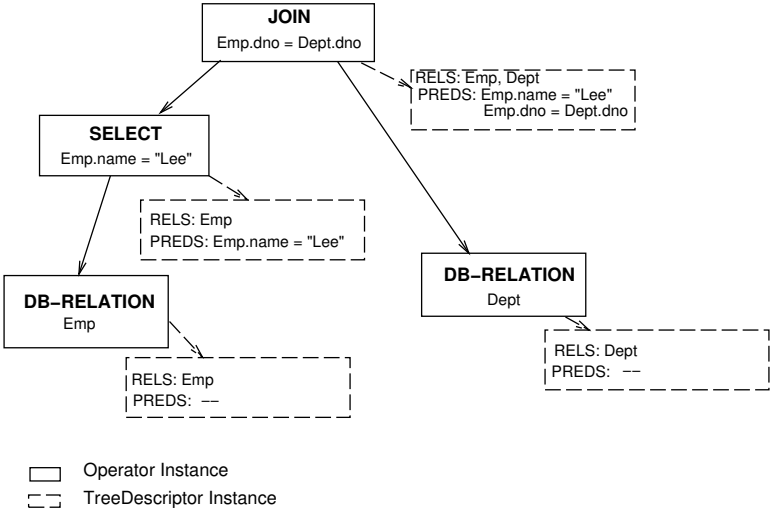 JOIN
Emp.dno = Dept.dno
RELS: Emp, Dept
PREDS: Emp.name = "Lee"
Emp.dno = Dept.dno
SELECT
Emp.name = "Lee"
RELS: Emp
PREDS: Emp.name = "Lee"
DB−RELATION
Emp
DB−RELATION
Dept
RELS: Emp
PREDS: −−
RELS: Dept
PREDS: −−
Operator Instance
TreeDescriptor Instance